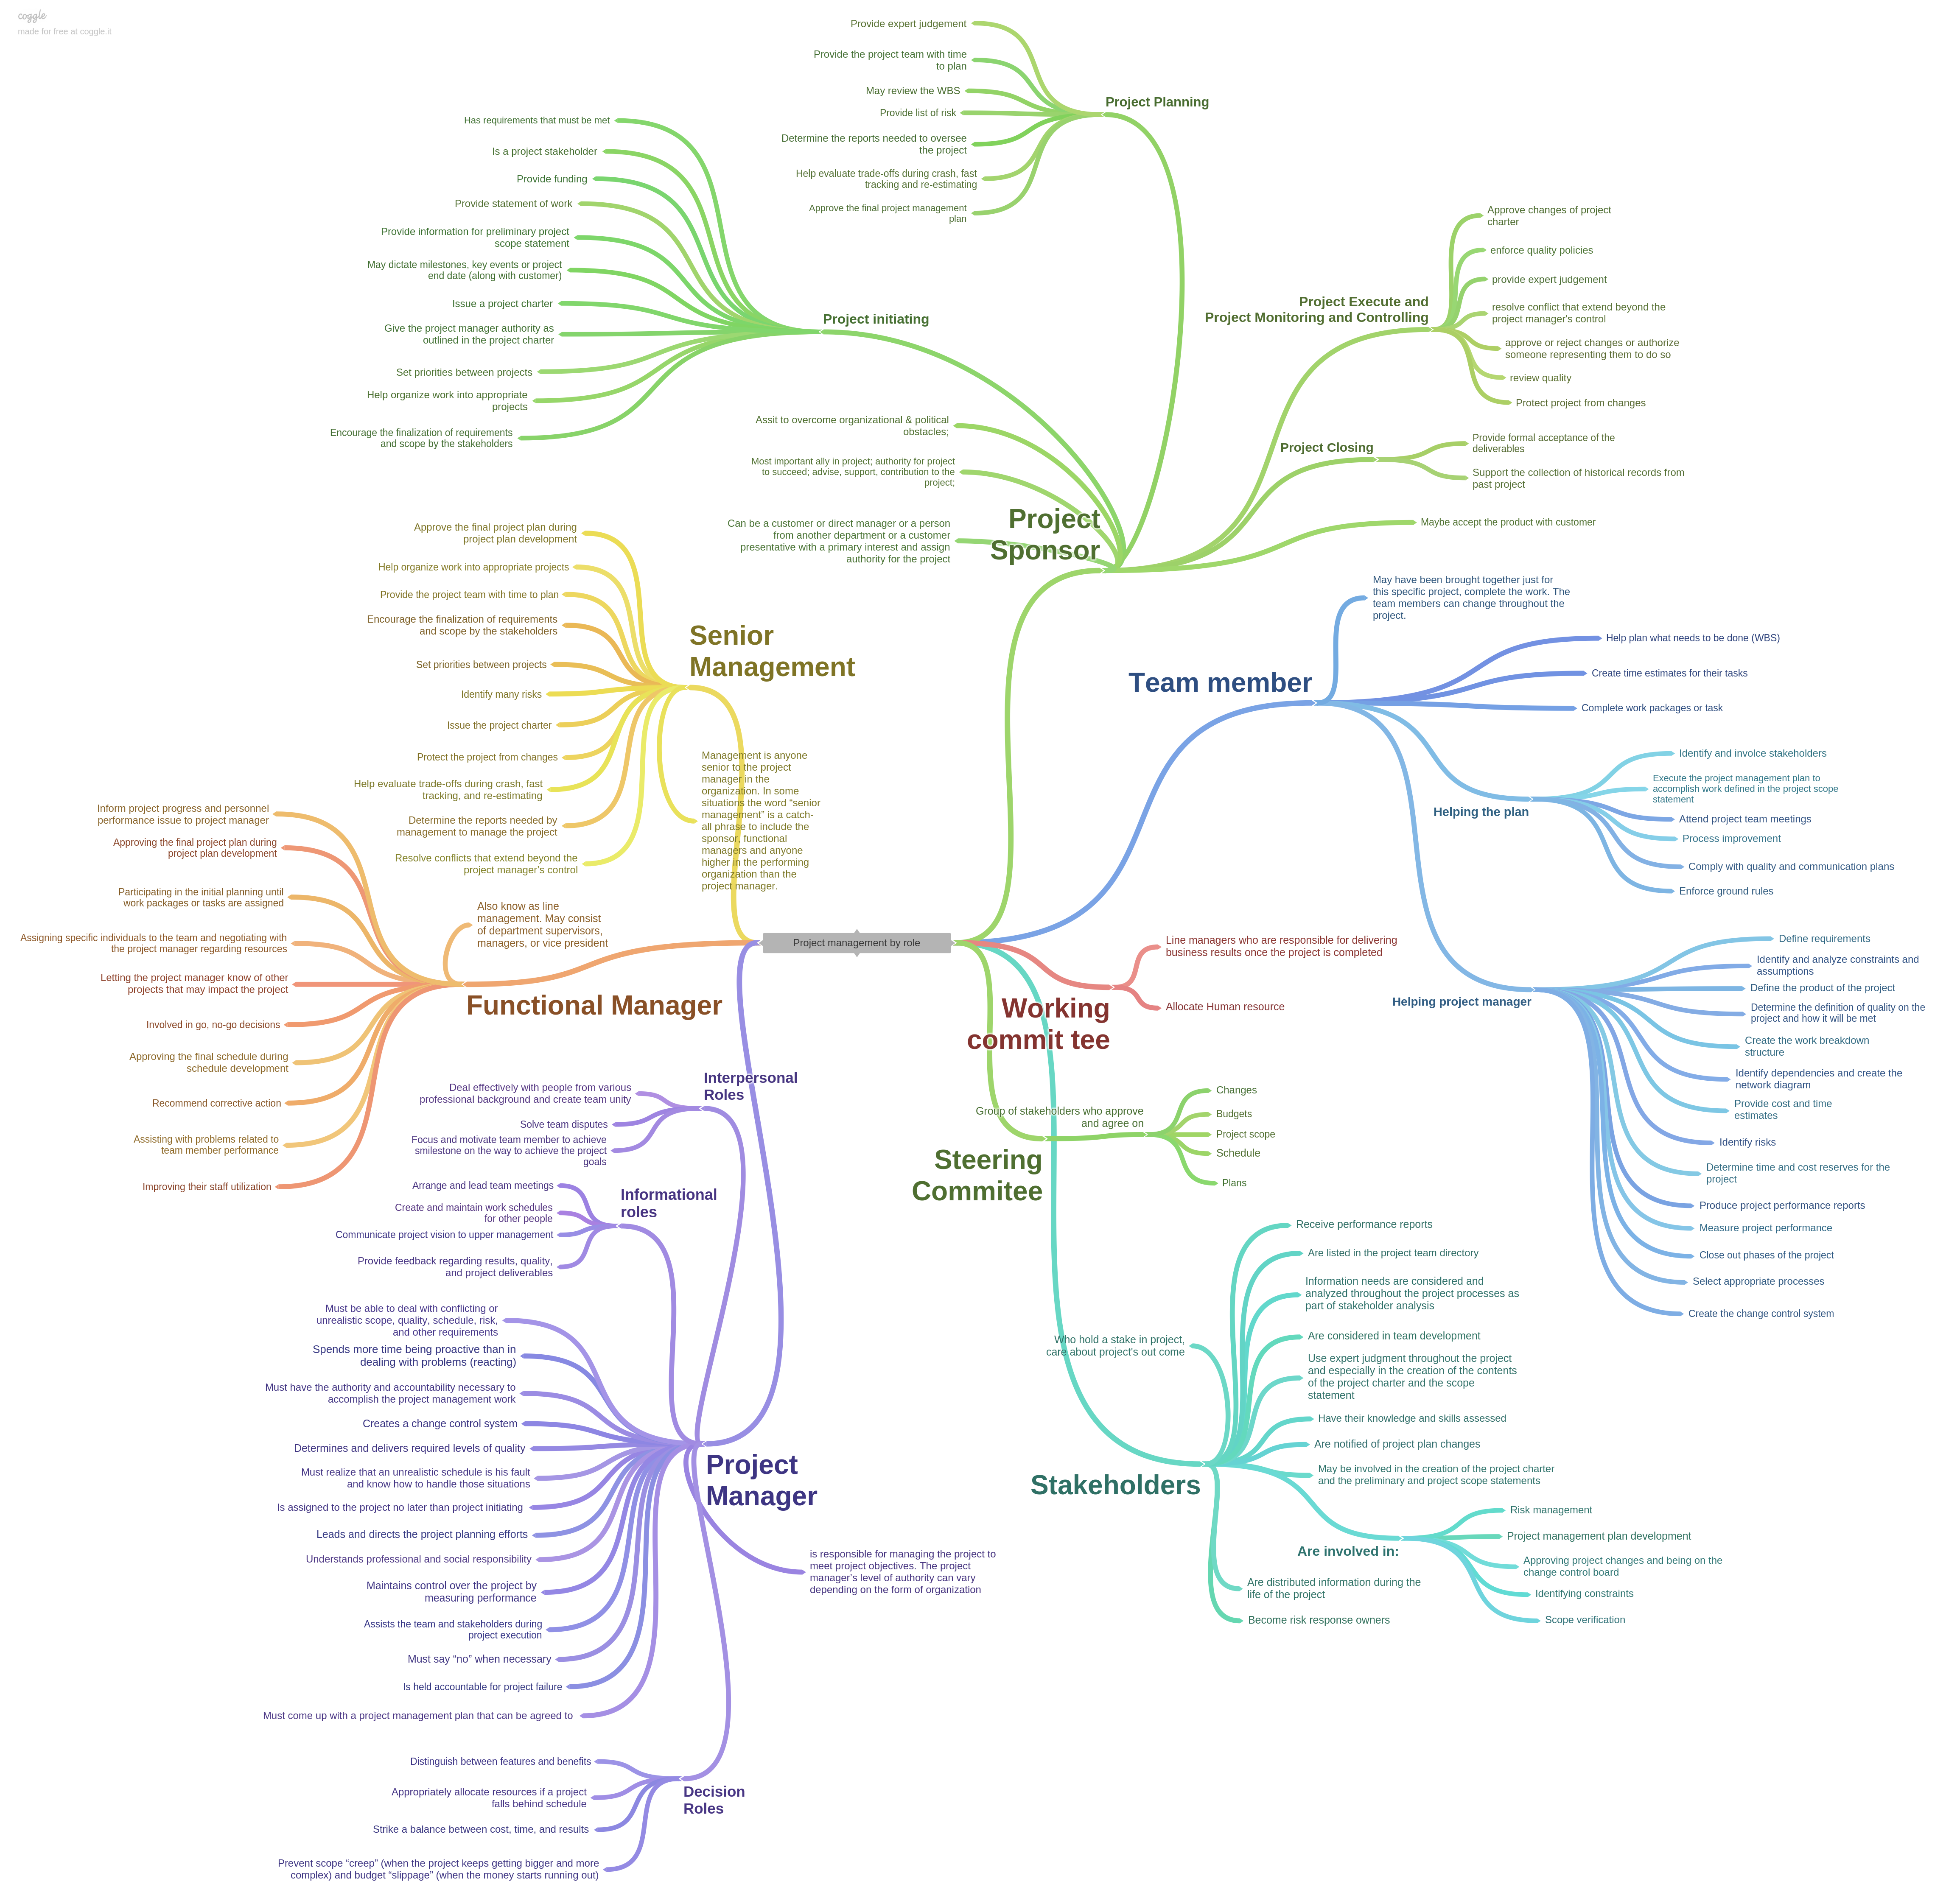 coggle
made for free at coggle.it
Provide expert judgement
Provide the project team with time
to plan
May review the WBS
Provide list of risk
Determine the reports needed to oversee
the project
Help evaluate trade-offs during crash, fast
tracking and re-estimating
Approve the final project management
plan
Project Planning
Has requirements that must be met
Is a project stakeholder
Provide funding
Provide statement of work
Provide information for preliminary project
scope statement
May dictate milestones, key events or project
end date (along with customer)
Issue a project charter
Give the project manager authority as
outlined in the project charter
Set priorities between projects
Help organize work into appropriate
projects
Encourage the finalization of requirements
and scope by the stakeholders
Project initiating
Approve changes of project
charter
enforce quality policies
provide expert judgement
resolve conflict that extend beyond the
project manager's control
approve or reject changes or authorize
someone representing them to do so
review quality
Protect project from changes
Project Execute and
Project Monitoring and Controlling
Project Closing
Provide formal acceptance of the
deliverables
Support the collection of historical records from
past project
Maybe accept the product with customer
Assit to overcome organizational & political
obstacles;
Most important ally in project; authority for project
to succeed; advise, support, contribution to the
project;
Can be a customer or direct manager or a person
from another department or a customer
presentative with a primary interest and assign
authority for the project
Project
Sponsor
Approve the final project plan during
project plan development
Help organize work into appropriate projects
Provide the project team with time to plan
Encourage the finalization of requirements
and scope by the stakeholders
Set priorities between projects
Identify many risks
Issue the project charter
Protect the project from changes
Help evaluate trade-offs during crash, fast
tracking, and re-estimating
Determine the reports needed by
management to manage the project
Resolve conflicts that extend beyond the
project manager's control
Senior
Management
Management is anyone
senior to the project
manager in the
organization. In some
situations the word “senior
management” is a catch-
all phrase to include the
sponsor, functional
managers and anyone
higher in the performing
organization than the
project manager.
May have been brought together just for
this specific project, complete the work. The
team members can change throughout the
project.
Team member
Help plan what needs to be done (WBS)
Create time estimates for their tasks
Complete work packages or task
Identify and involce stakeholders
Execute the project management plan to
accomplish work defined in the project scope
statement
Attend project team meetings
Process improvement
Comply with quality and communication plans
Enforce ground rules
Helping the plan
Define requirements
Identify and analyze constraints and
assumptions
Define the product of the project
Determine the definition of quality on the
project and how it will be met
Create the work breakdown
structure
Identify dependencies and create the
network diagram
Provide cost and time
estimates
Identify risks
Determine time and cost reserves for the
project
Produce project performance reports
Measure project performance
Close out phases of the project
Select appropriate processes
Create the change control system
Helping project manager
Inform project progress and personnel
performance issue to project manager
Approving the final project plan during
project plan development
Participating in the initial planning until
work packages or tasks are assigned
Assigning specific individuals to the team and negotiating with
the project manager regarding resources
Letting the project manager know of other
projects that may impact the project
Involved in go, no-go decisions
Approving the final schedule during
schedule development
Recommend corrective action
Assisting with problems related to
team member performance
Improving their staff utilization
Also know as line
management. May consist
of department supervisors,
managers, or vice president
Functional Manager
Project management by role
Line managers who are responsible for delivering
business results once the project is completed
Allocate Human resource
Working
commit tee
Group of stakeholders who approve
and agree on
Changes
Budgets
Project scope
Schedule
Plans
Steering
Commitee
Interpersonal
Roles
Deal effectively with people from various
professional background and create team unity
Solve team disputes
Focus and motivate team member to achieve
smilestone on the way to achieve the project
goals
Informational
roles
Arrange and lead team meetings
Create and maintain work schedules
for other people
Communicate project vision to upper management
Provide feedback regarding results, quality,
and project deliverables
Must be able to deal with conflicting or
unrealistic scope, quality, schedule, risk,
and other requirements
Spends more time being proactive than in
dealing with problems (reacting)
Must have the authority and accountability necessary to
accomplish the project management work
Creates a change control system
Determines and delivers required levels of quality
Must realize that an unrealistic schedule is his fault
and know how to handle those situations
Is assigned to the project no later than project initiating
Leads and directs the project planning efforts
Understands professional and social responsibility
Maintains control over the project by
measuring performance
Assists the team and stakeholders during
project execution
Must say “no” when necessary
Is held accountable for project failure
Must come up with a project management plan that can be agreed to
Project
Manager
is responsible for managing the project to
meet project objectives. The project
manager's level of authority can vary
depending on the form of organization
Distinguish between features and benefits
Appropriately allocate resources if a project
falls behind schedule
Strike a balance between cost, time, and results
Prevent scope “creep” (when the project keeps getting bigger and more
complex) and budget “slippage” (when the money starts running out)
Decision
Roles
Who hold a stake in project,
care about project's out come
Receive performance reports
Are listed in the project team directory
Information needs are considered and
analyzed throughout the project processes as
part of stakeholder analysis
Are considered in team development
Use expert judgment throughout the project
and especially in the creation of the contents
of the project charter and the scope
statement
Have their knowledge and skills assessed
Are notified of project plan changes
May be involved in the creation of the project charter
and the preliminary and project scope statements
Stakeholders
Are involved in:
Risk management
Project management plan development
Approving project changes and being on the
change control board
Identifying constraints
Scope verification
Are distributed information during the
life of the project
Become risk response owners